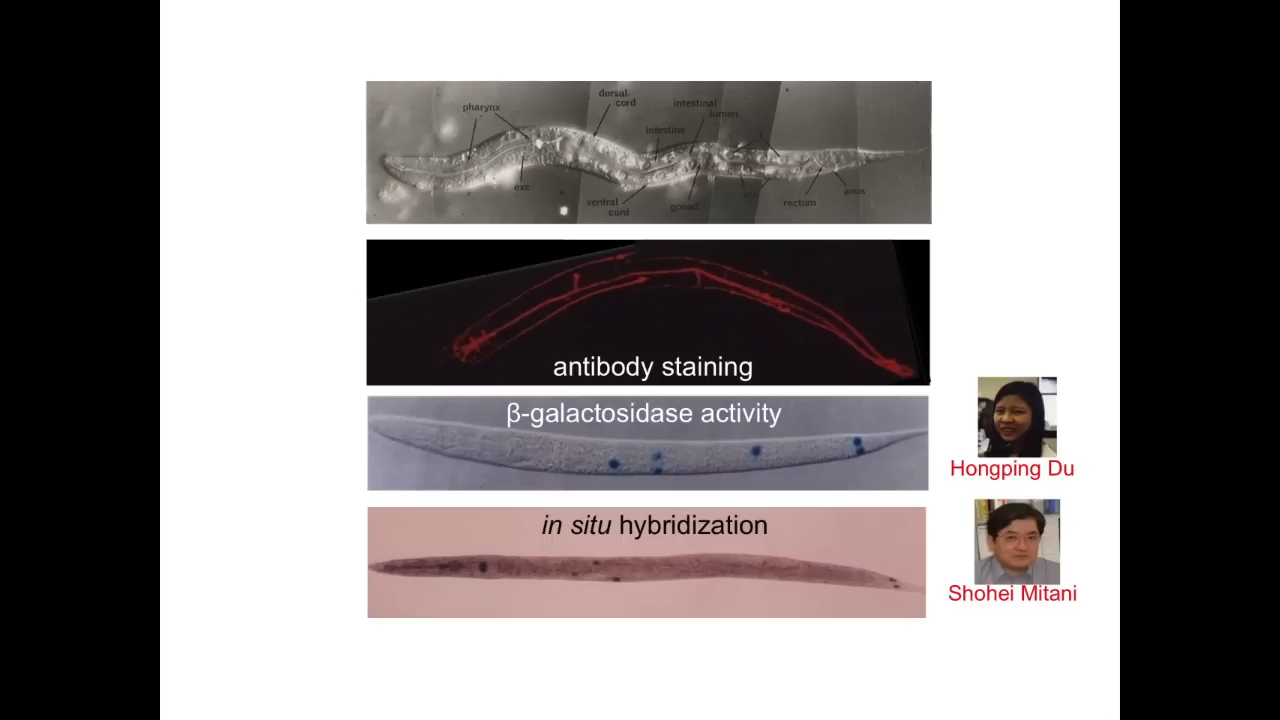 dorsal
cord
pharynx
intestinal
lumen
intestine
exc
ventral
cord
gonad
rectum
anus
antibody staining
β-galactosidase activity
Hongping Du
in situ hybridization
Shohei Mitani